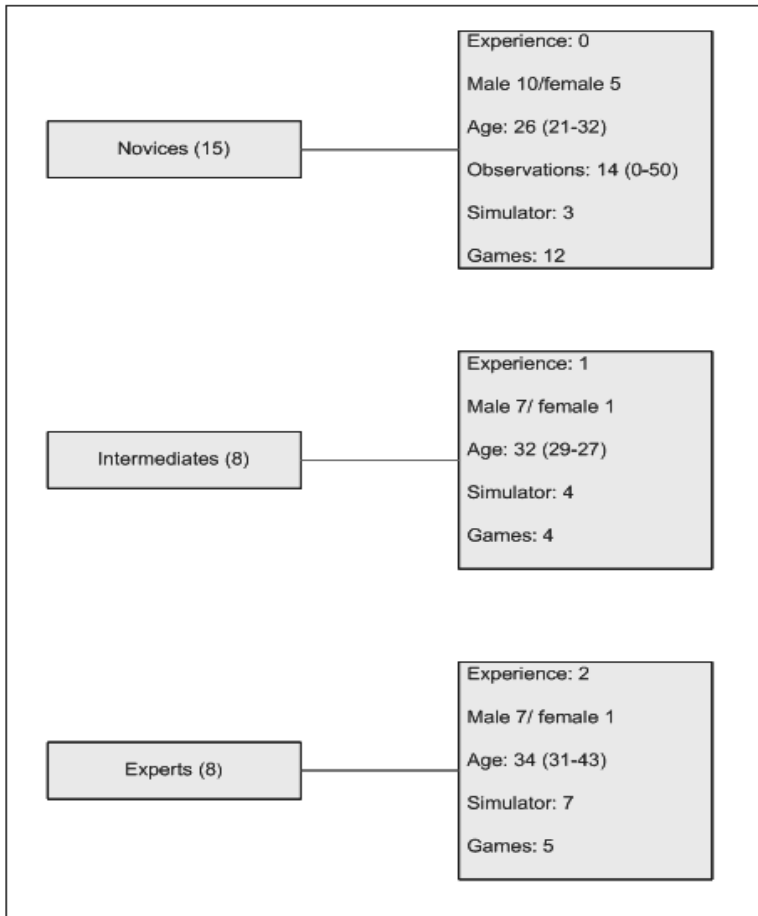 Novices (15)
Experience: 0
Male 10/female 5
Age: 26 (21-32)
Observations: 14 (0-50)
Simulator: 3
Games: 12
Intermediates (8)
Experience: 1
Male 7/ female 1
Age: 32 (29-27)
Simulator: 4
Games: 4
Experts (8)
Experience: 2
Male 7/ female 1
Age: 34 (31-43)
Simulator: 7
Games: 5